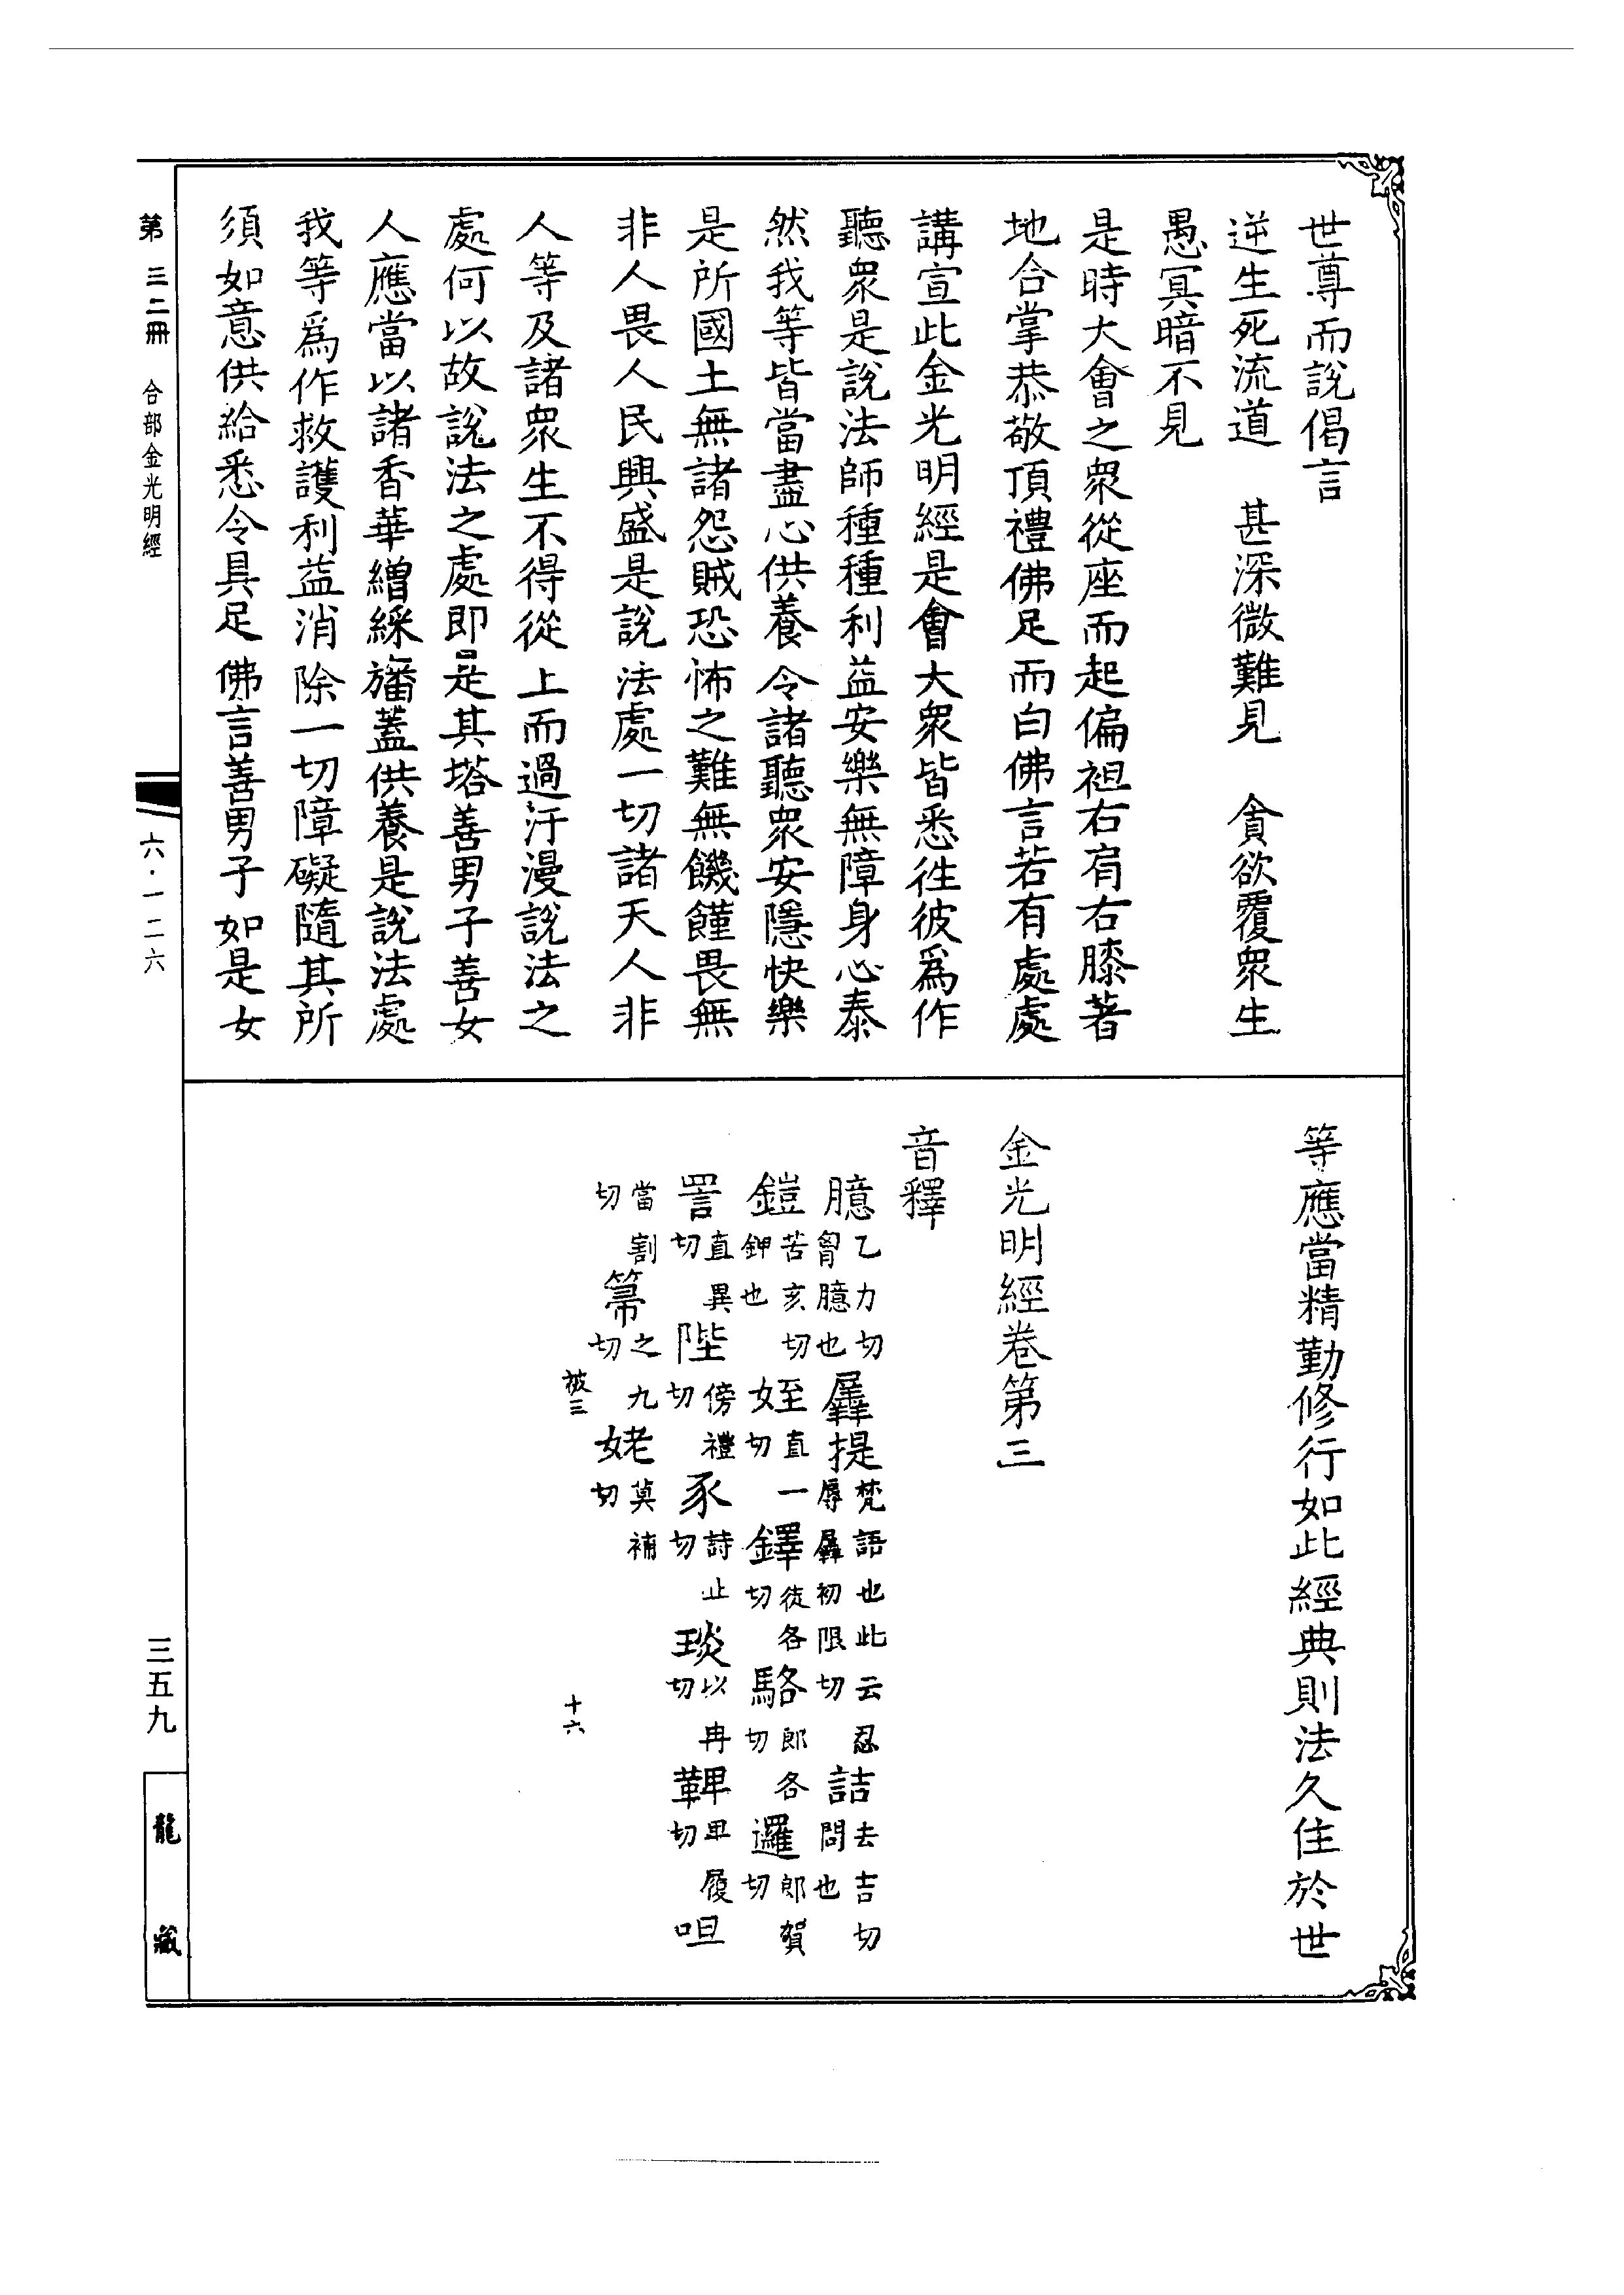 世尊而說偈言
逆生死流道　甚深微難見　貪欲覆眾生
愚冥暗不見
是時大會之眾從座而起偏袒右肩右膝著
地合掌恭敬頂禮佛足而白佛言若有處處
講宣此金光明經是會大眾皆悉往彼為作
聽眾是說法師種種利益安樂無障身心泰
然我等皆當盡心供養令諸聽眾安隱快樂
是所國土無諸怨賊恐怖之難無饑饉畏無
非人畏人民興盛是說法處一切諸天人非
人等及諸眾生不得從上而過汙漫說法之
處何以故說法之處即是其塔善男子善女
人應當以諸香華繒綵旛蓋供養是說法處
我等為作救護利益消除一切障礙隨其所
須如意供給悉令具足佛言善男子如是女
等應當精勤修行如此經典則法久住於世
金光明經卷第三
音釋
臆乙力切胷臆也羼提梵語也此云忍辱羼初限切詰去吉切問也
鎧苦亥切鉀也姪直一切鐸徒各切駱郎各切邏郎賀切
詈直異切陛傍禮切豕詩止切琰以冉切鞞卑履切呾
當割切帚之九切姥莫補切
被三　十六
第三二冊　合部金光明經
六·一二六
三五九
龍藏